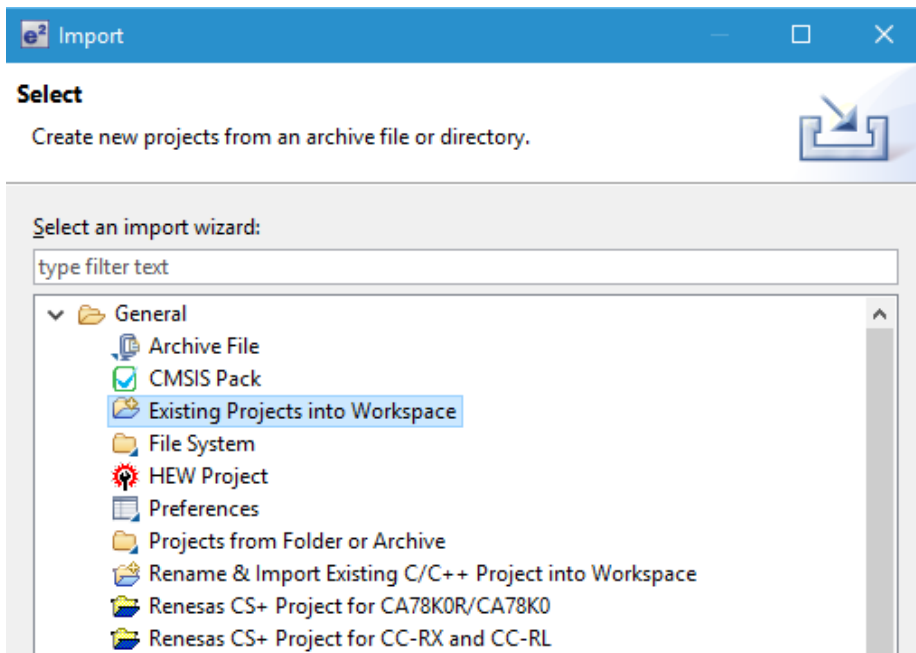 e² Import
Select
Create new projects from an archive file or directory.
Select an import wizard:
type filter text
General
Archive File
CMSIS Pack
Existing Projects into Workspace
File System
HEW Project
Preferences
Projects from Folder or Archive
Rename & Import Existing C/C++ Project into Workspace
Renesas CS+ Project for CA78K0R/CA78K0
Renesas CS+ Project for CC-RX and CC-RL